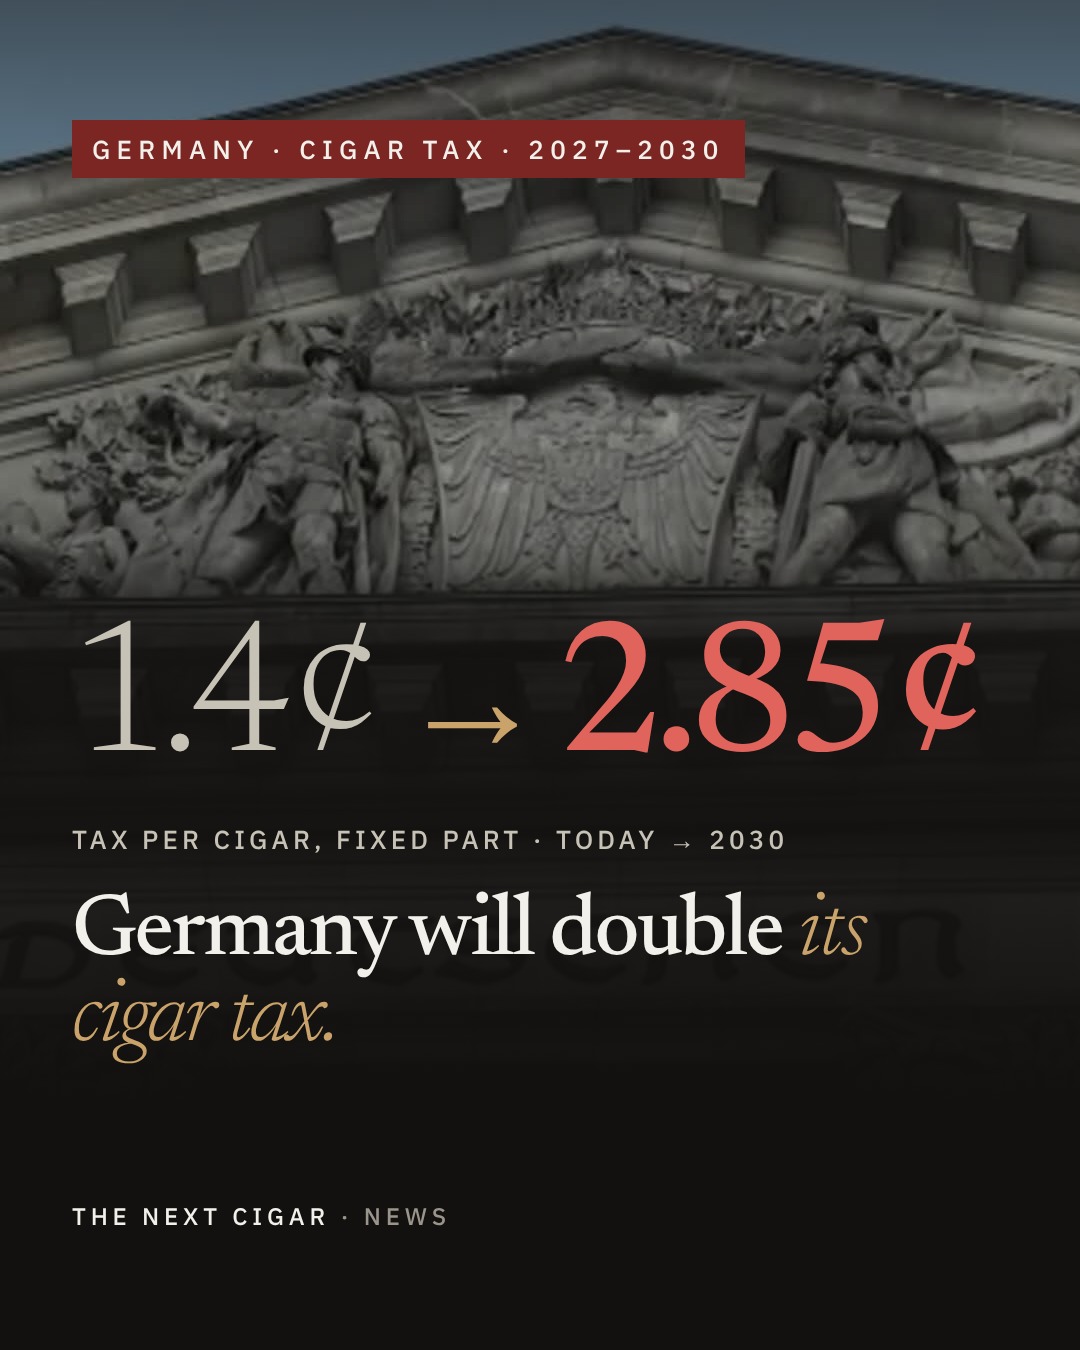 GERMANY · CIGAR TAX · 2027–2030
1.4¢ → 2.85¢
TAX PER CIGAR, FIXED PART · TODAY → 2030
Germany will double its
cigar tax.
THE NEXT CIGAR · NEWS